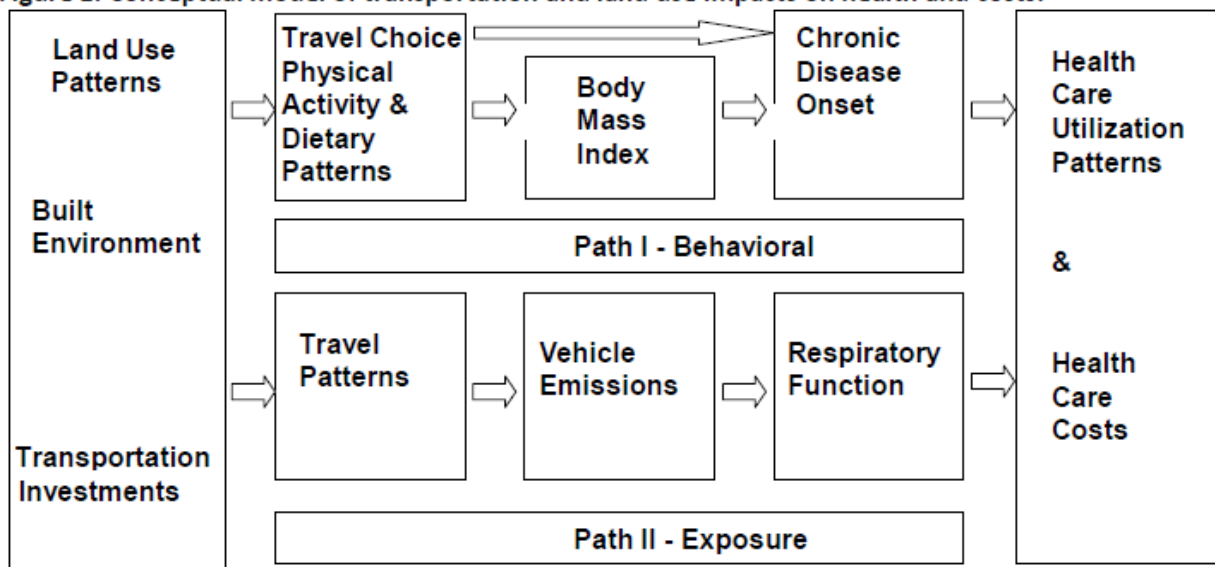 Land Use
Patterns
Built
Environment
Transportation
Investments
Travel Choice
Physical
Activity &
Dietary
Patterns
Body
Mass
Index
Chronic
Disease
Onset
Path I - Behavioral
Travel
Patterns
Vehicle
Emissions
Respiratory
Function
Path II - Exposure
Health
Care
Utilization
Patterns
&
Health
Care
Costs